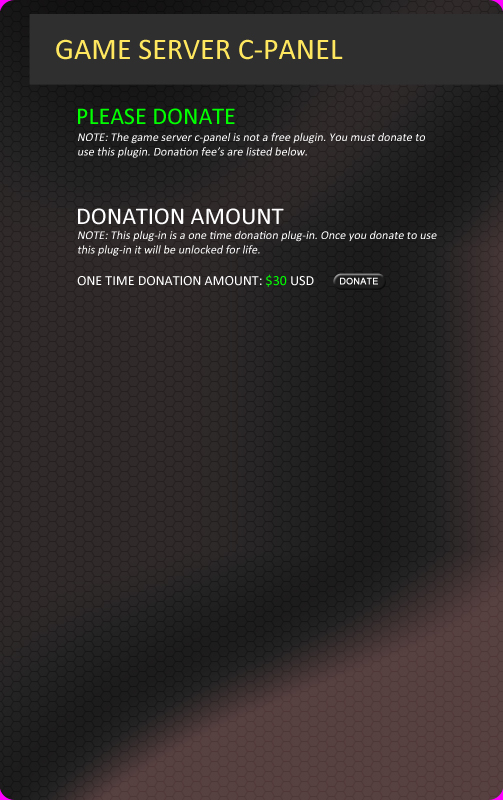 GAME SERVER C-PANEL
PLEASE DONATE
NOTE: The game server c-panel is not a free plugin. You must donate to
use this plugin. Donation fee's are listed below.
DONATION AMOUNT
NOTE: This plug-in is a one time donation plug-in. Once you donate to use
this plug-in it will be unlocked for life.
ONE TIME DONATION AMOUNT: $30 USD DONATE